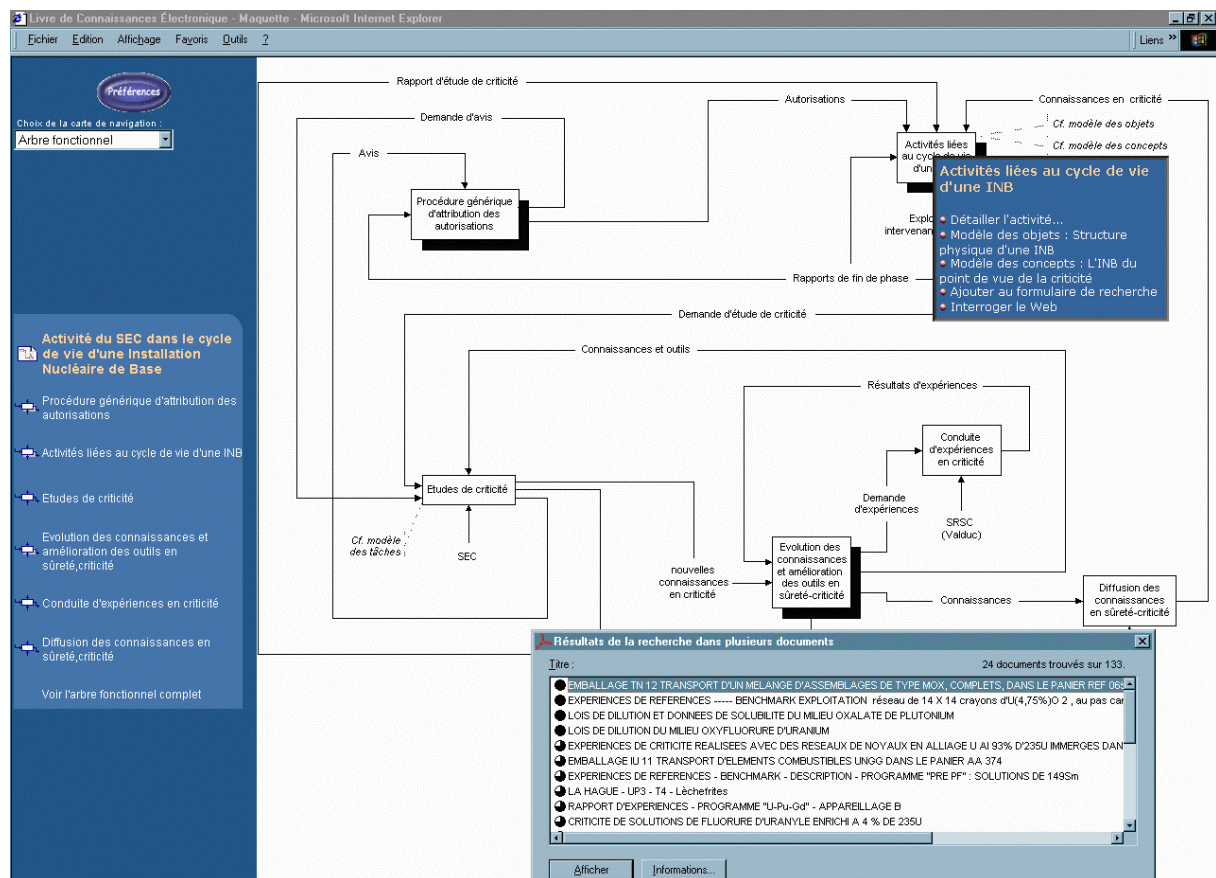 Livre de Connaissances Électronique - Maquette - Microsoft Internet Explorer
Fichier Edition Affichage Favoris Outils ?
Liens »
Préférences
Choix de la carte de navigation :
Arbre fonctionnel
Activité du SEC dans le cycle
de vie d'une Installation
Nucléaire de Base
Procédure générique d'attribution des
autorisations
Activités liées au cycle de vie d'une INB
Etudes de criticité
Evolution des connaissances et
amélioration des outils en
sûreté,criticité
Conduite d'expériences en criticité
Diffusion des connaissances en
sûreté,criticité
Voir l'arbre fonctionnel complet
Rapport d'étude de criticité
Demande d'avis
Avis
Autorisations
Connaissances en criticité
Cf. modèle des objets
Cf. modèle des concepts
Activités liées
au cycle de vie
d'un
Procédure générique
d'attribution des
autorisations
Explo
intervenan
Activités liées au cycle de vie
d'une INB
Détailler l'activité...
Modèle des objets : Structure
physique d'une INB
Modèle des concepts : L'INB du
point de vue de la criticité
Ajouter au formulaire de recherche
Interroger le Web
Rapports de fin de phase
Demande d'étude de criticité
Connaissances et outils
Résultats d'expériences
Conduite
d'expériences
en criticité
Etudes de criticité
Demande
d'expériences
SRSC
(Valduc)
Cf. modèle
des tâches
SEC
Evolution des
connaissances
et amélioration
des outils en
sûreté-criticité
nouvelles
connaissances
en criticité
Connaissances
Diffusion des
connaissances
en sûreté-criticité
Résultats de la recherche dans plusieurs documents
Titre :
24 documents trouvés sur 133.
EMBALLAGE TN 12 TRANSPORT D'UN MELANGE D'ASSEMBLAGES DE TYPE MOX, COMPLETS, DANS LE PANIER REF
EXPERIENCES DE REFERENCES ----- BENCHMARK EXPLOITATION réseau de 14 X 14 crayons d'U(4,75%)O 2 , au pas car
LOIS DE DILUTION ET DONNEES DE SOLUBILITE DU MILIEU OXALATE DE PLUTONIUM
LOIS DE DILUTION DU MILIEU OXYFLUORURE D'URANIUM
EXPERIENCES DE CRITICITE REALISEES AVEC DES RESEAUX DE NOYAUX EN ALLIAGE U Al 93% D'235U IMMERGES DAN
EMBALLAGE IU 11 TRANSPORT D'ELEMENTS COMBUSTIBLES UNGG DANS LE PANIER AA 374
EXPERIENCES DE REFERENCES - BENCHMARK - DESCRIPTION - PROGRAMME "PRE PF" : SOLUTIONS DE 149Sm
LA HAGUE - UP3 - T4 - Lèchefrites
RAPPORT D'EXPERIENCES - PROGRAMME "U-Pu-Gd" - APPAREILLAGE B
CRITICITE DE SOLUTIONS DE FLUORURE D'URANYLE ENRICHI A 4 % DE 235U
Afficher
Informations...